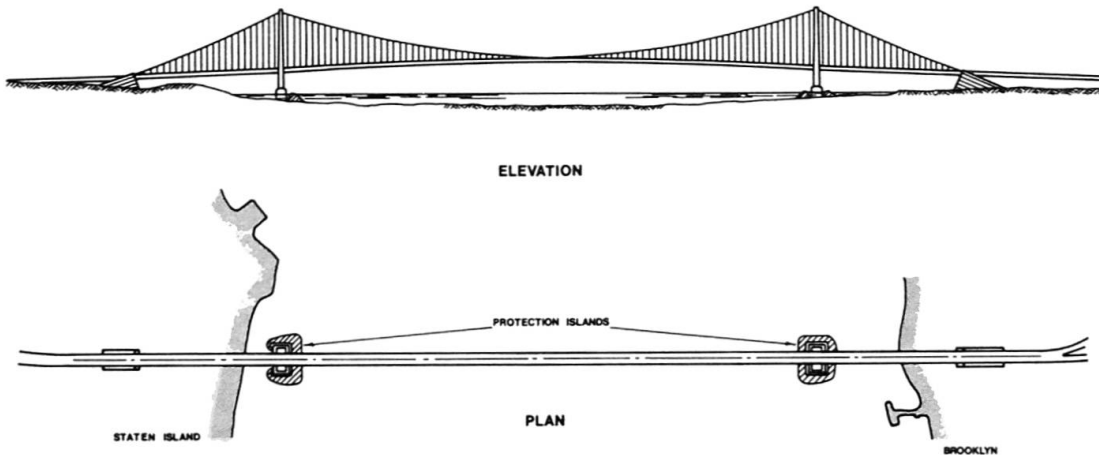 ELEVATION
PROTECTION ISLANDS
PLAN
STATEN ISLAND
BROOKLYN